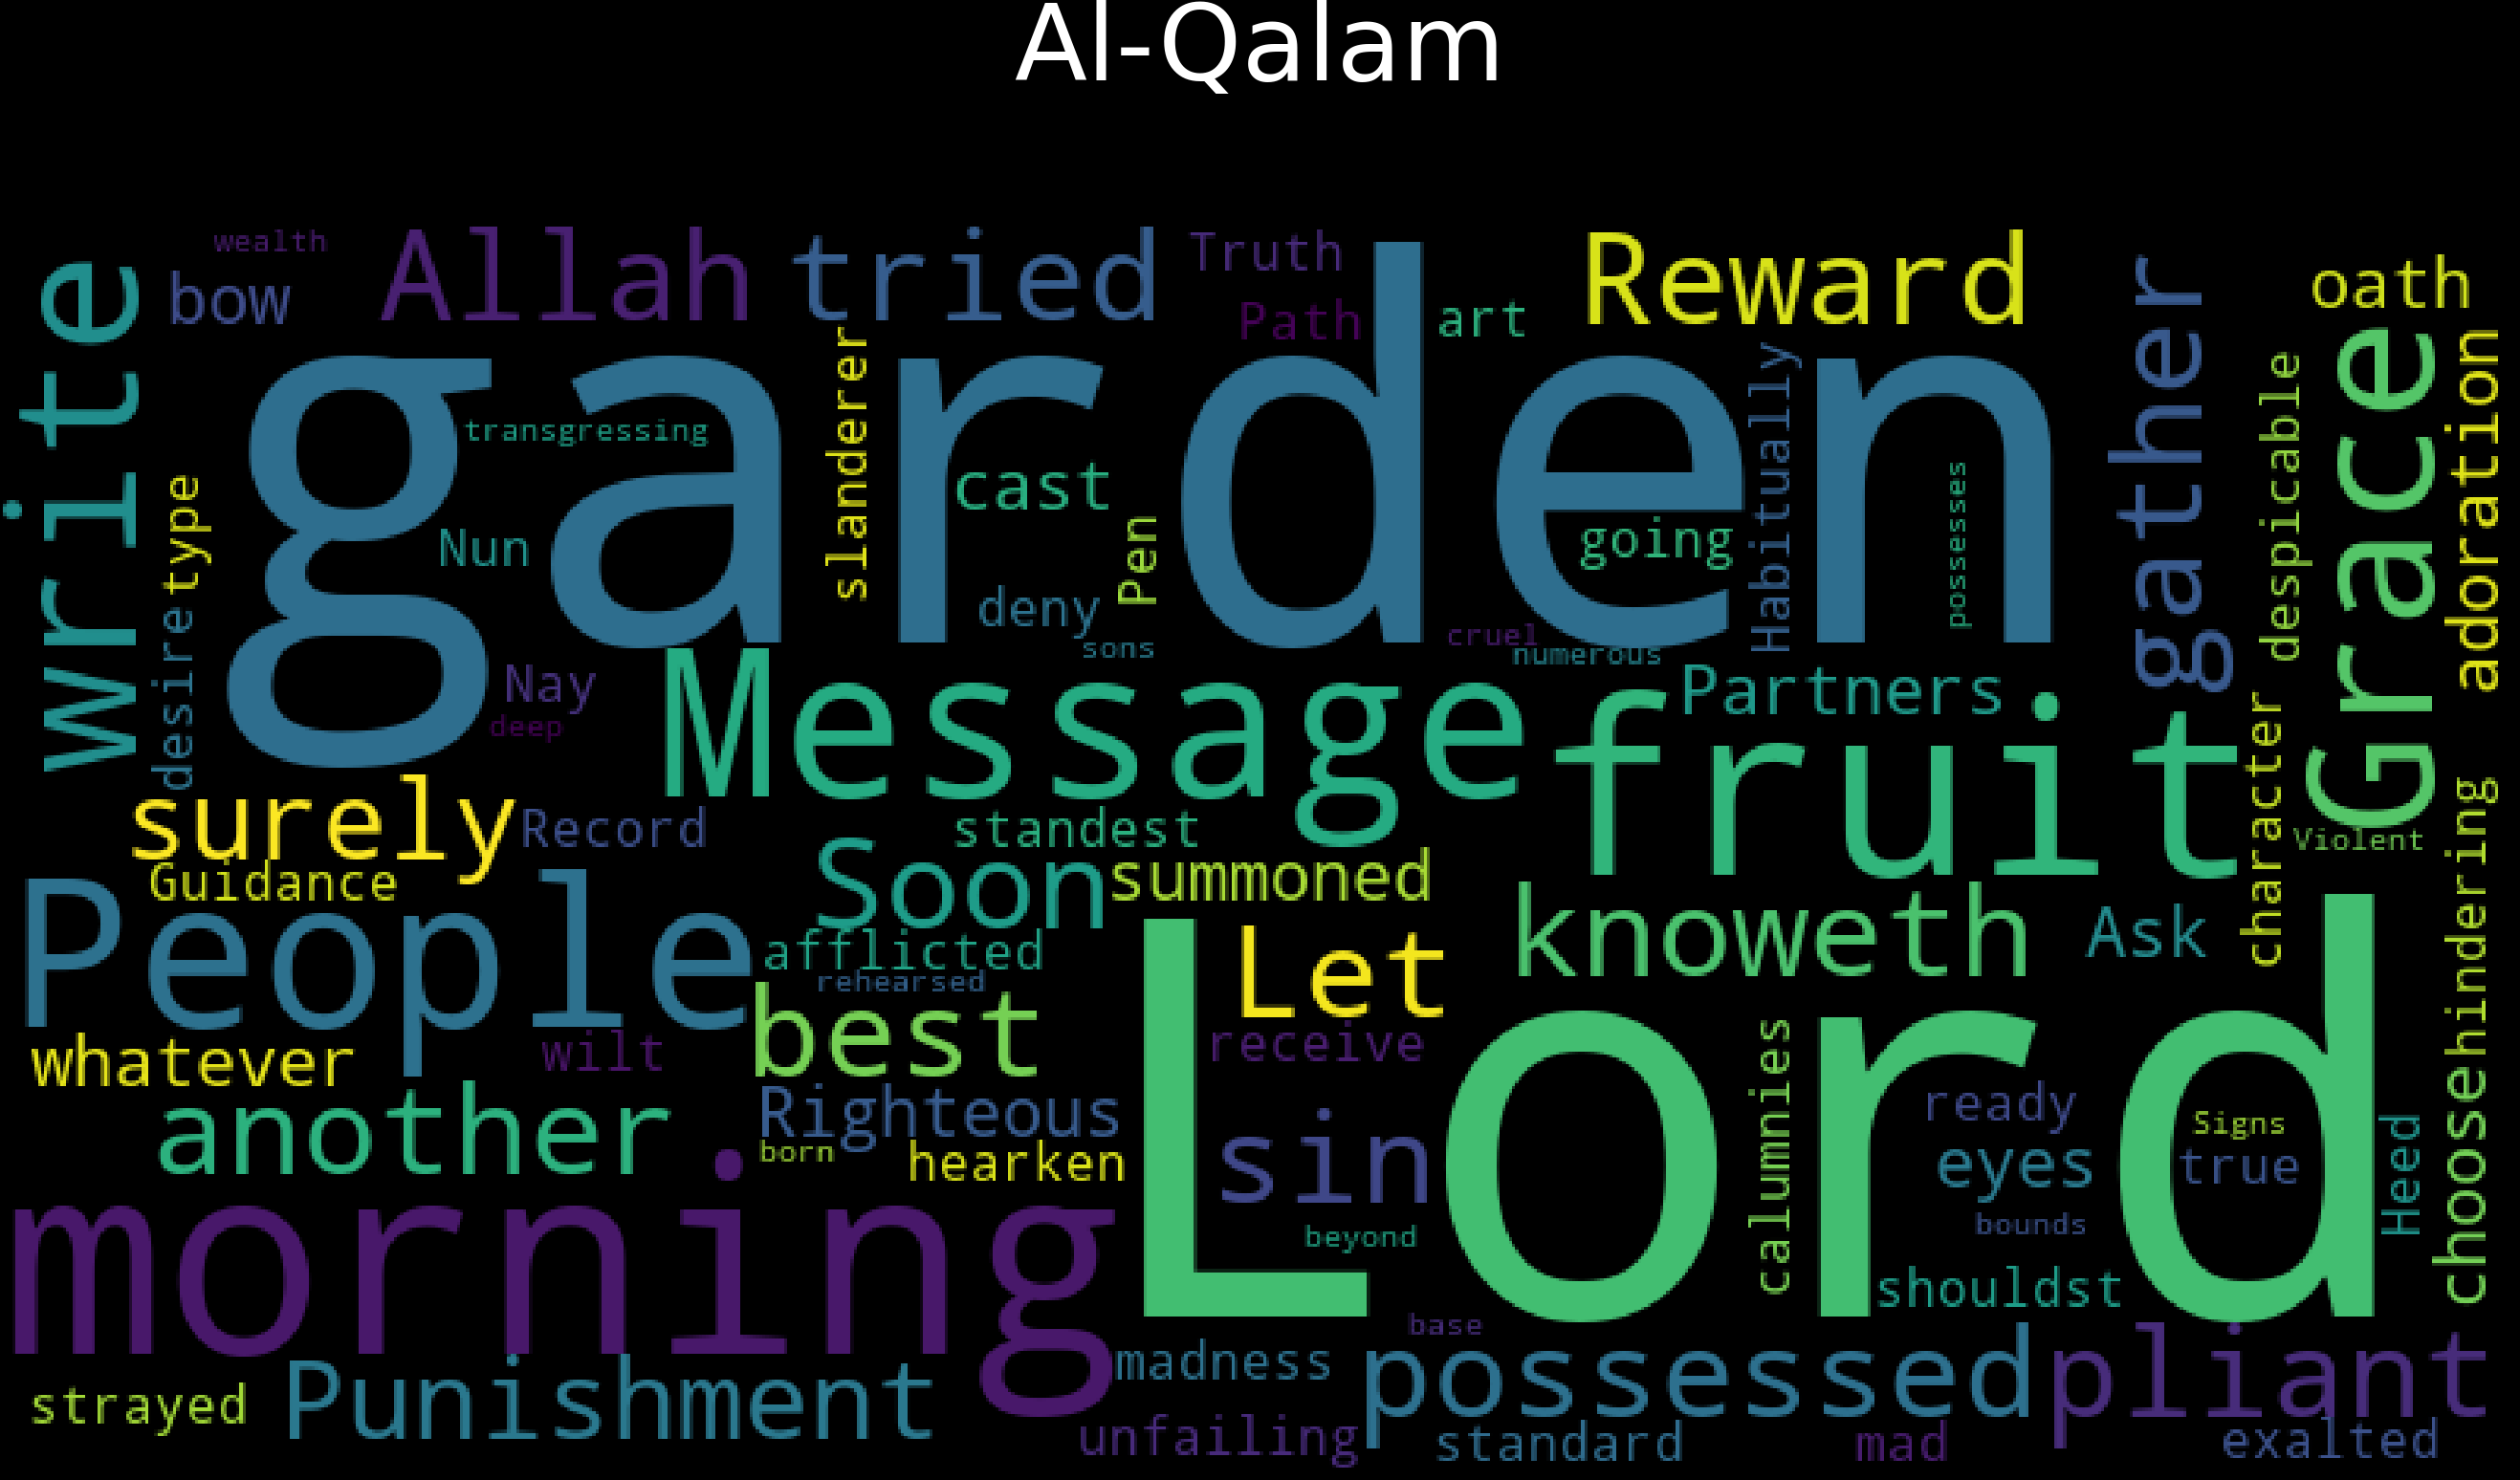 Al-Qalam
wealth
bow
Allah
tried
Truth
Path
art
Reward
oath
write
garden
gather
Grace
adoration
slanderer
Habitually
despicable
transgressing
type
cast
possesses
Nun
Pen
going
desire
deny
sons
cruel
numerous
Nay
deep
Message
Partners
fruit
character
surely
Record
standest
Violent
hindering
Guidance
Soon
summoned
People
knoweth
Ask
afflicted
rehearsed
Let
Lord
whatever
wilt
best
receive
calumnies
choose
another
Righteous
born
hearken
sin
ready
eyes
Signs
true
Heed
beyond
bounds
morning
shouldst
base
strayed
Punishment
madness
possessed
pliant
unfailing
standard
mad
exalted